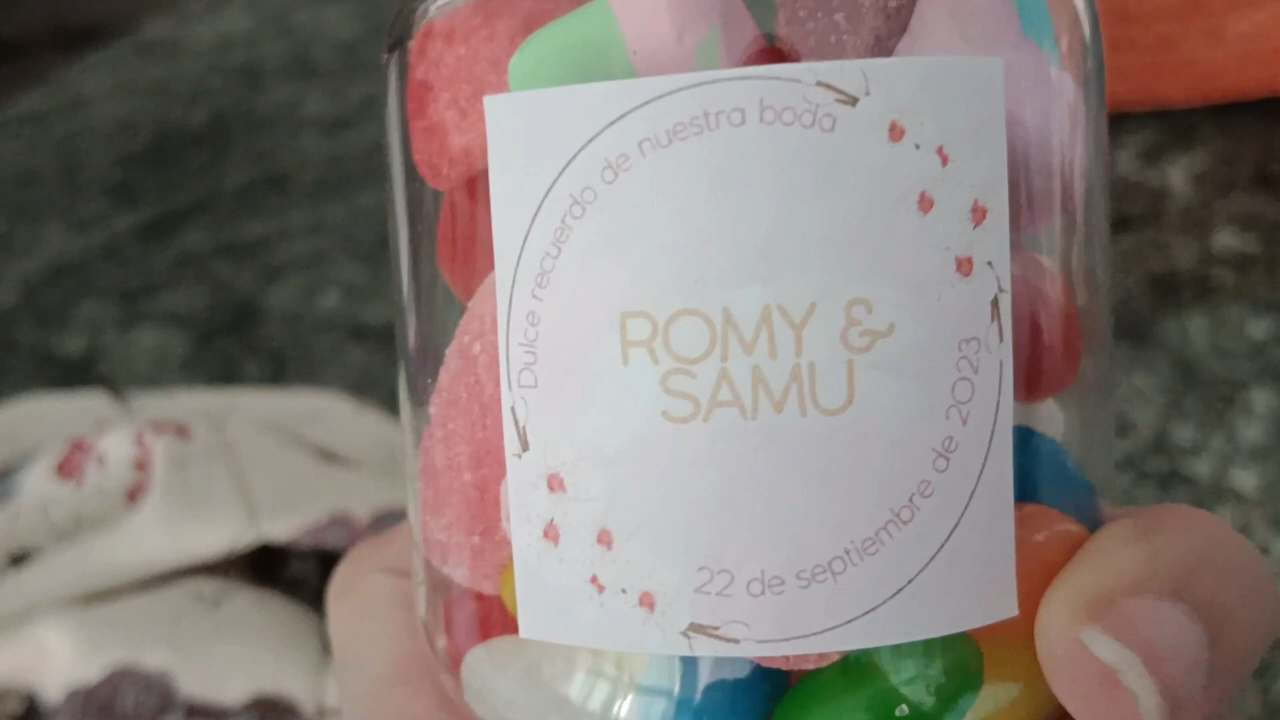 Dulce recuerdo de nuestra boda
ROMY &
SAMU
22 de septiembre de 2023